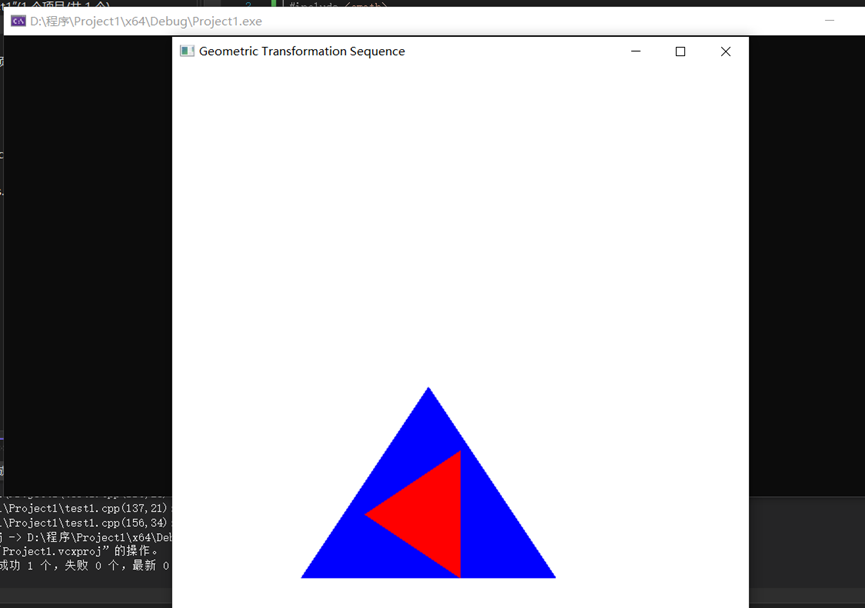 2
#include <cmath>
D:\程序\Project1\x64\Debug\Project1.exe
Geometric Transformation Sequence
.\Project1\test1.cpp(137,21)
.\Project1\test1.cpp(156,34)
-> D:\程序\Project1\x64\Deb
Project1.vcxproj”的操作。
成功 1 个，失败 0 个，最新 0